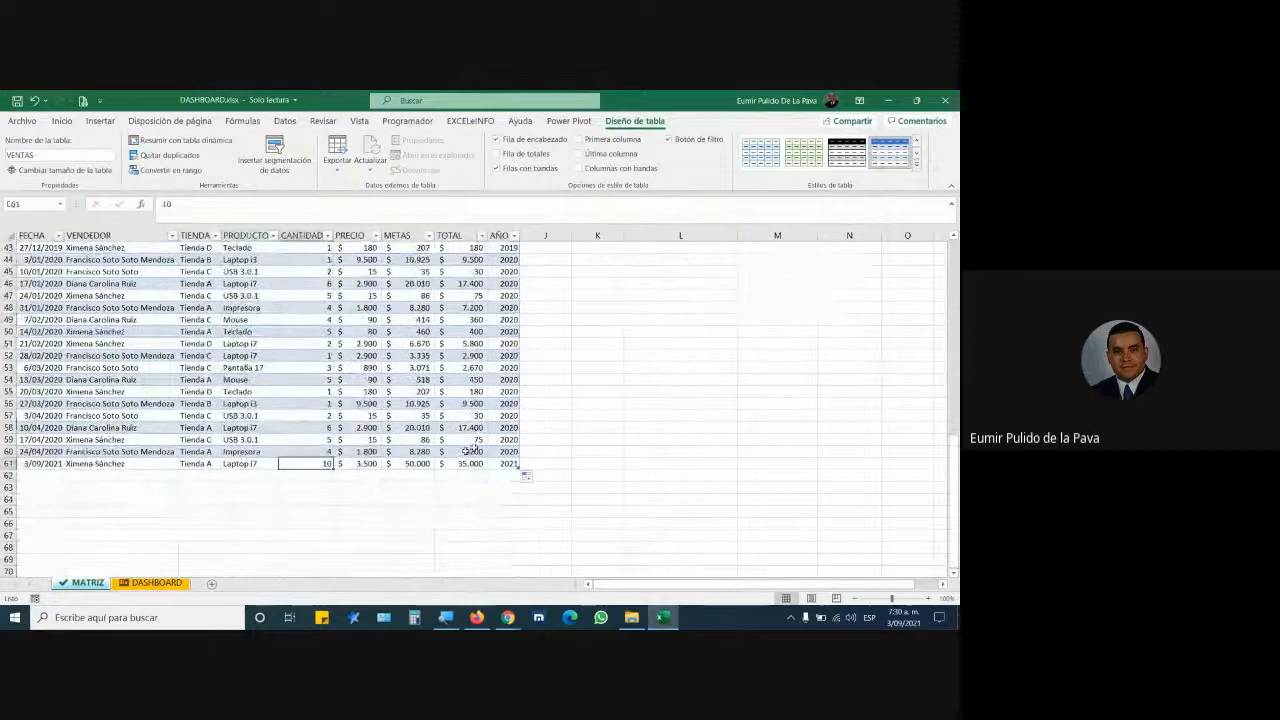 DASHBOARD.xlsx - Solo lectura
Buscar
Eumir Pulido De La Pava
Archivo Inicio Insertar Disposición de página Fórmulas Datos Revisar Vista Programador EXCELeINFO Ayuda Power Pivot Diseño de tabla Compartir Comentarios
Nombre de la tabla:
VENTAS
Cambiar tamaño de la tabla
Propiedades
Resumir con tabla dinámica
Quitar duplicados
Convertir en rango
Insertar segmentación de datos
Herramientas
Exportar Actualizar
Propiedades
Abrir en el explorador
Datos externos de tabla
Fila de encabezado Primera columna Botón de filtro
Fila de totales Última columna
Filas con bandas Columnas con bandas
Opciones de estilo de tabla
Estilos de tabla
E61 10
FECHA VENDEDOR TIENDA PRODUCTO CANTIDAD PRECIO METAS TOTAL AÑO J K L M N O
43 27/12/2019 Ximena Sánchez Tienda D Teclado 1 $ 180 $ 207 $ 180 2019
44 3/01/2020 Francisco Soto Soto Mendoza Tienda B Laptop i3 1 $ 9.500 $ 10.925 $ 9.500 2020
45 10/01/2020 Francisco Soto Soto Tienda C USB 3.0.1 2 $ 15 $ 35 $ 30 2020
46 17/01/2020 Diana Carolina Ruiz Tienda A Laptop i7 6 $ 2.900 $ 20.010 $ 17.400 2020
47 24/01/2020 Ximena Sánchez Tienda C USB 3.0.1 5 $ 15 $ 86 $ 75 2020
48 31/01/2020 Francisco Soto Soto Mendoza Tienda A Impresora 4 $ 1.800 $ 8.280 $ 7.200 2020
49 7/02/2020 Diana Carolina Ruiz Tienda C Mouse 4 $ 90 $ 414 $ 360 2020
50 14/02/2020 Ximena Sánchez Tienda A Teclado 5 $ 80 $ 460 $ 400 2020
51 21/02/2020 Ximena Sánchez Tienda D Laptop i7 2 $ 2.900 $ 6.670 $ 5.800 2020
52 28/02/2020 Francisco Soto Soto Mendoza Tienda C Laptop i7 1 $ 2.900 $ 3.335 $ 2.900 2020
53 6/03/2020 Francisco Soto Soto Tienda C Pantalla 17 3 $ 890 $ 3.071 $ 2.670 2020
54 13/03/2020 Diana Carolina Ruiz Tienda A Mouse 5 $ 90 $ 518 $ 450 2020
55 20/03/2020 Ximena Sánchez Tienda D Teclado 1 $ 180 $ 207 $ 180 2020
56 27/03/2020 Francisco Soto Soto Mendoza Tienda B Laptop i3 1 $ 9.500 $ 10.925 $ 9.500 2020
57 3/04/2020 Francisco Soto Soto Tienda C USB 3.0.1 2 $ 15 $ 35 $ 30 2020
58 10/04/2020 Diana Carolina Ruiz Tienda A Laptop i7 6 $ 2.900 $ 20.010 $ 17.400 2020
59 17/04/2020 Ximena Sánchez Tienda C USB 3.0.1 5 $ 15 $ 86 $ 75 2020
60 24/04/2020 Francisco Soto Soto Mendoza Tienda A Impresora 4 $ 1.800 $ 8.280 $ 2020
61 3/09/2021 Ximena Sánchez Tienda A Laptop i7 10 $ 3.500 $ 50.000 $ 35.000 2021
62
63
64
65
66
67
68
69
70
MATRIZ DASHBOARD
Listo
100%
Escribe aquí para buscar
ESP
7:30 a. m.
3/09/2021
Eumir Pulido de la Pava